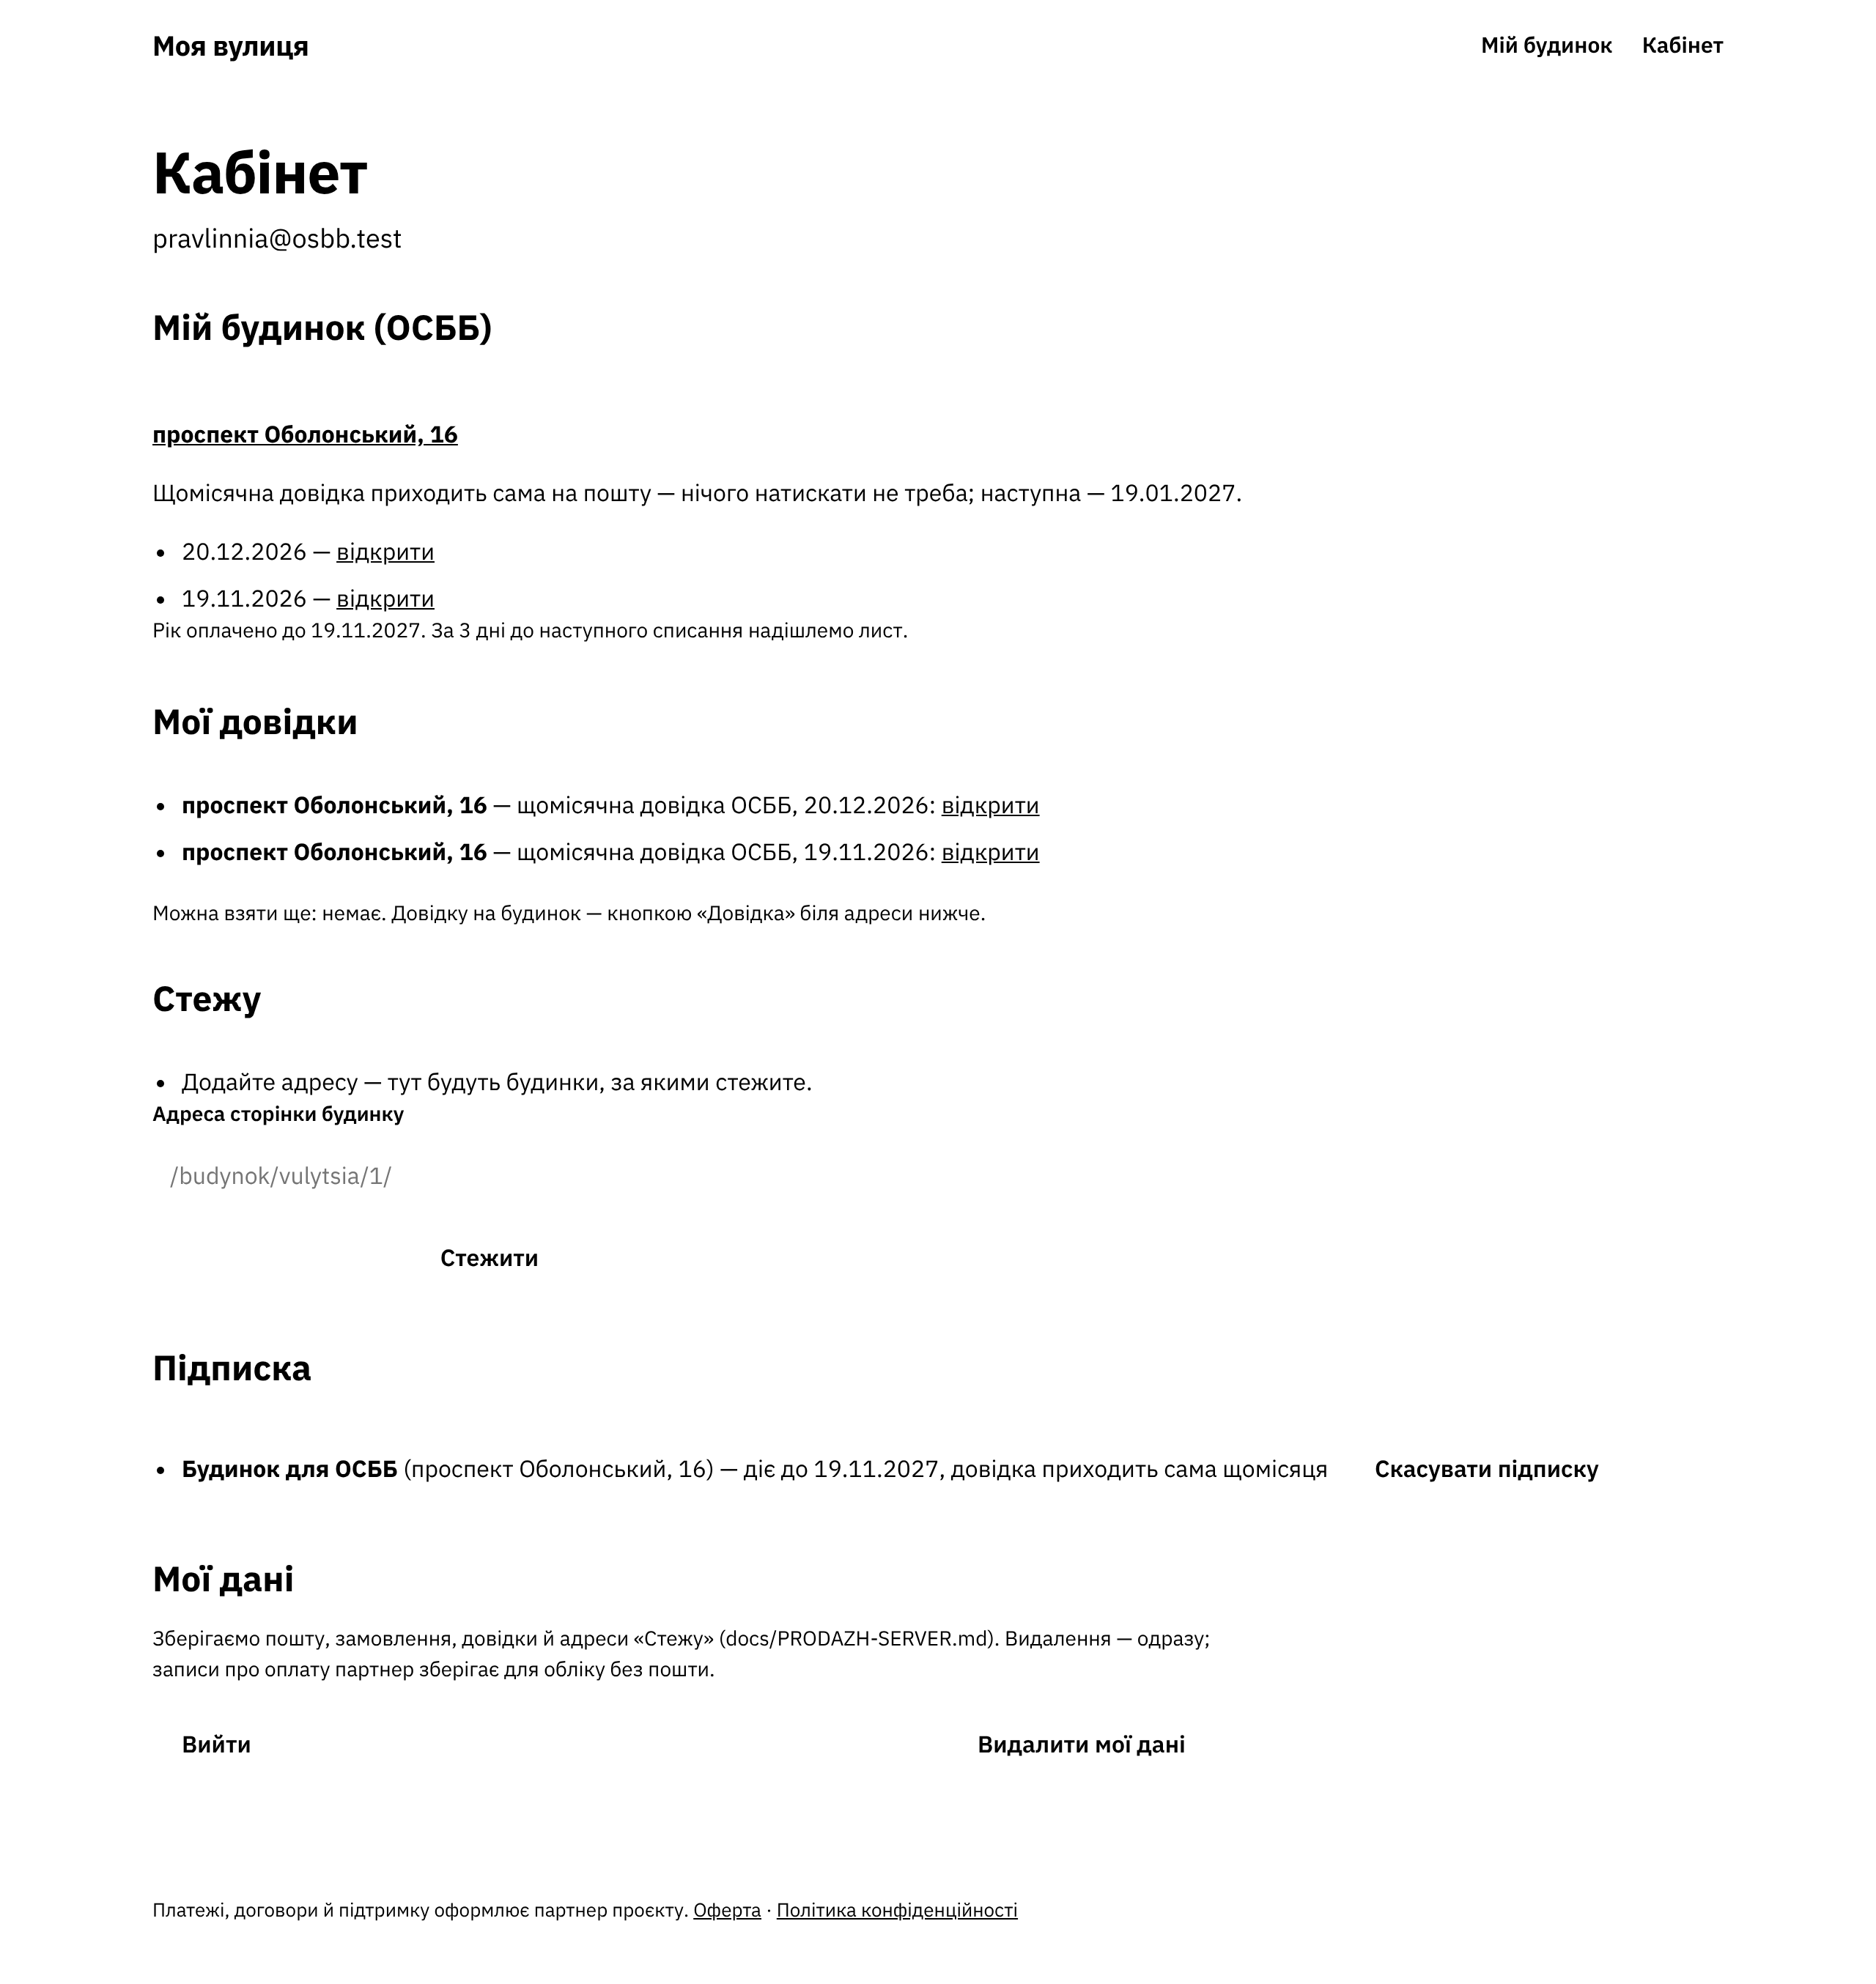 Моя вулиця
Мій будинок Кабінет
Кабінет
pravlinnia@osbb.test
Мій будинок (ОСББ)
проспект Оболонський, 16
Щомісячна довідка приходить сама на пошту — нічого натискати не треба; наступна — 19.01.2027.
• 20.12.2026 — відкрити
• 19.11.2026 — відкрити
Рік оплачено до 19.11.2027. За 3 дні до наступного списання надішлемо лист.
Мої довідки
• проспект Оболонський, 16 — щомісячна довідка ОСББ, 20.12.2026: відкрити
• проспект Оболонський, 16 — щомісячна довідка ОСББ, 19.11.2026: відкрити
Можна взяти ще: немає. Довідку на будинок — кнопкою «Довідка» біля адреси нижче.
Стежу
• Додайте адресу — тут будуть будинки, за якими стежите.
Адреса сторінки будинку
/budynok/vulytsia/1/
Стежити
Підписка
• Будинок для ОСББ (проспект Оболонський, 16) — діє до 19.11.2027, довідка приходить сама щомісяця Скасувати підписку
Мої дані
Зберігаємо пошту, замовлення, довідки й адреси «Стежу» (docs/PRODAZH-SERVER.md). Видалення — одразу;
записи про оплату партнер зберігає для обліку без пошти.
Вийти Видалити мої дані
Платежі, договори й підтримку оформлює партнер проєкту. Оферта · Політика конфіденційності